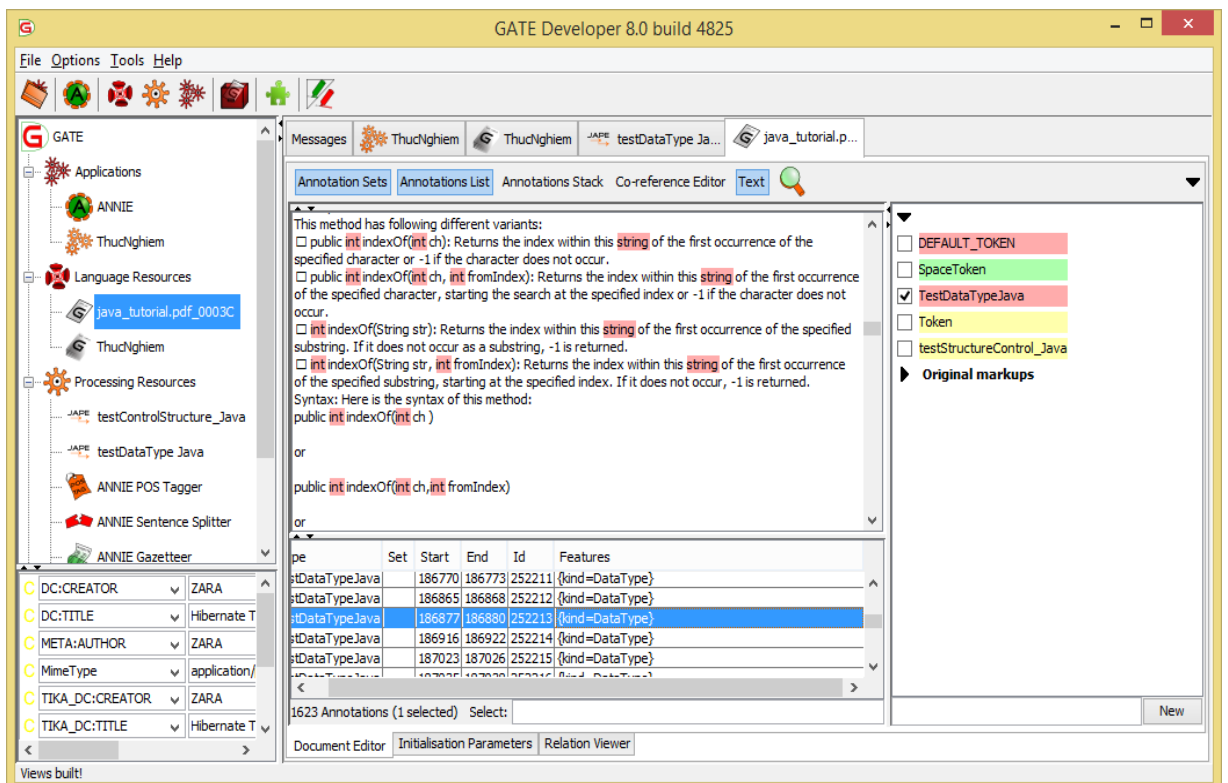 GATE Developer 8.0 build 4825
File Options Tools Help
GATE
Applications
ANNIE
ThucNghiem
Language Resources
java_tutorial.pdf_0003C
ThucNghiem
Processing Resources
testControlStructure_Java
testDataType Java
ANNIE POS Tagger
ANNIE Sentence Splitter
ANNIE Gazetteer
C DC:CREATOR ZARA
C DC:TITLE Hibernate T
C META:AUTHOR ZARA
C MimeType application/
C TIKA_DC:CREATOR ZARA
C TIKA_DC:TITLE Hibernate T
Messages ThucNghiem ThucNghiem testDataType Ja... java_tutorial.p...
Annotation Sets Annotations List Annotations Stack Co-reference Editor Text
This method has following different variants:
☐ public int indexOf(int ch): Returns the index within this string of the first occurrence of the
specified character or -1 if the character does not occur.
☐ public int indexOf(int ch, int fromIndex): Returns the index within this string of the first occurrence
of the specified character, starting the search at the specified index or -1 if the character does not
occur.
☐ int indexOf(String str): Returns the index within this string of the first occurrence of the specified
substring. If it does not occur as a substring, -1 is returned.
☐ int indexOf(String str, int fromIndex): Returns the index within this string of the first occurrence
of the specified substring, starting at the specified index. If it does not occur, -1 is returned.
Syntax: Here is the syntax of this method:
public int indexOf(int ch )
or
public int indexOf(int ch,int fromIndex)
or
pe Set Start End Id Features
stDataTypeJava 186770 186773 252211 {kind=DataType}
stDataTypeJava 186865 186868 252212 {kind=DataType}
stDataTypeJava 186877 186880 252213 {kind=DataType}
stDataTypeJava 186916 186922 252214 {kind=DataType}
stDataTypeJava 187023 187026 252215 {kind=DataType}
1623 Annotations (1 selected) Select:
Document Editor Initialisation Parameters Relation Viewer
DEFAULT_TOKEN
SpaceToken
TestDataTypeJava
Token
testStructureControl_Java
Original markups
New
Views built!